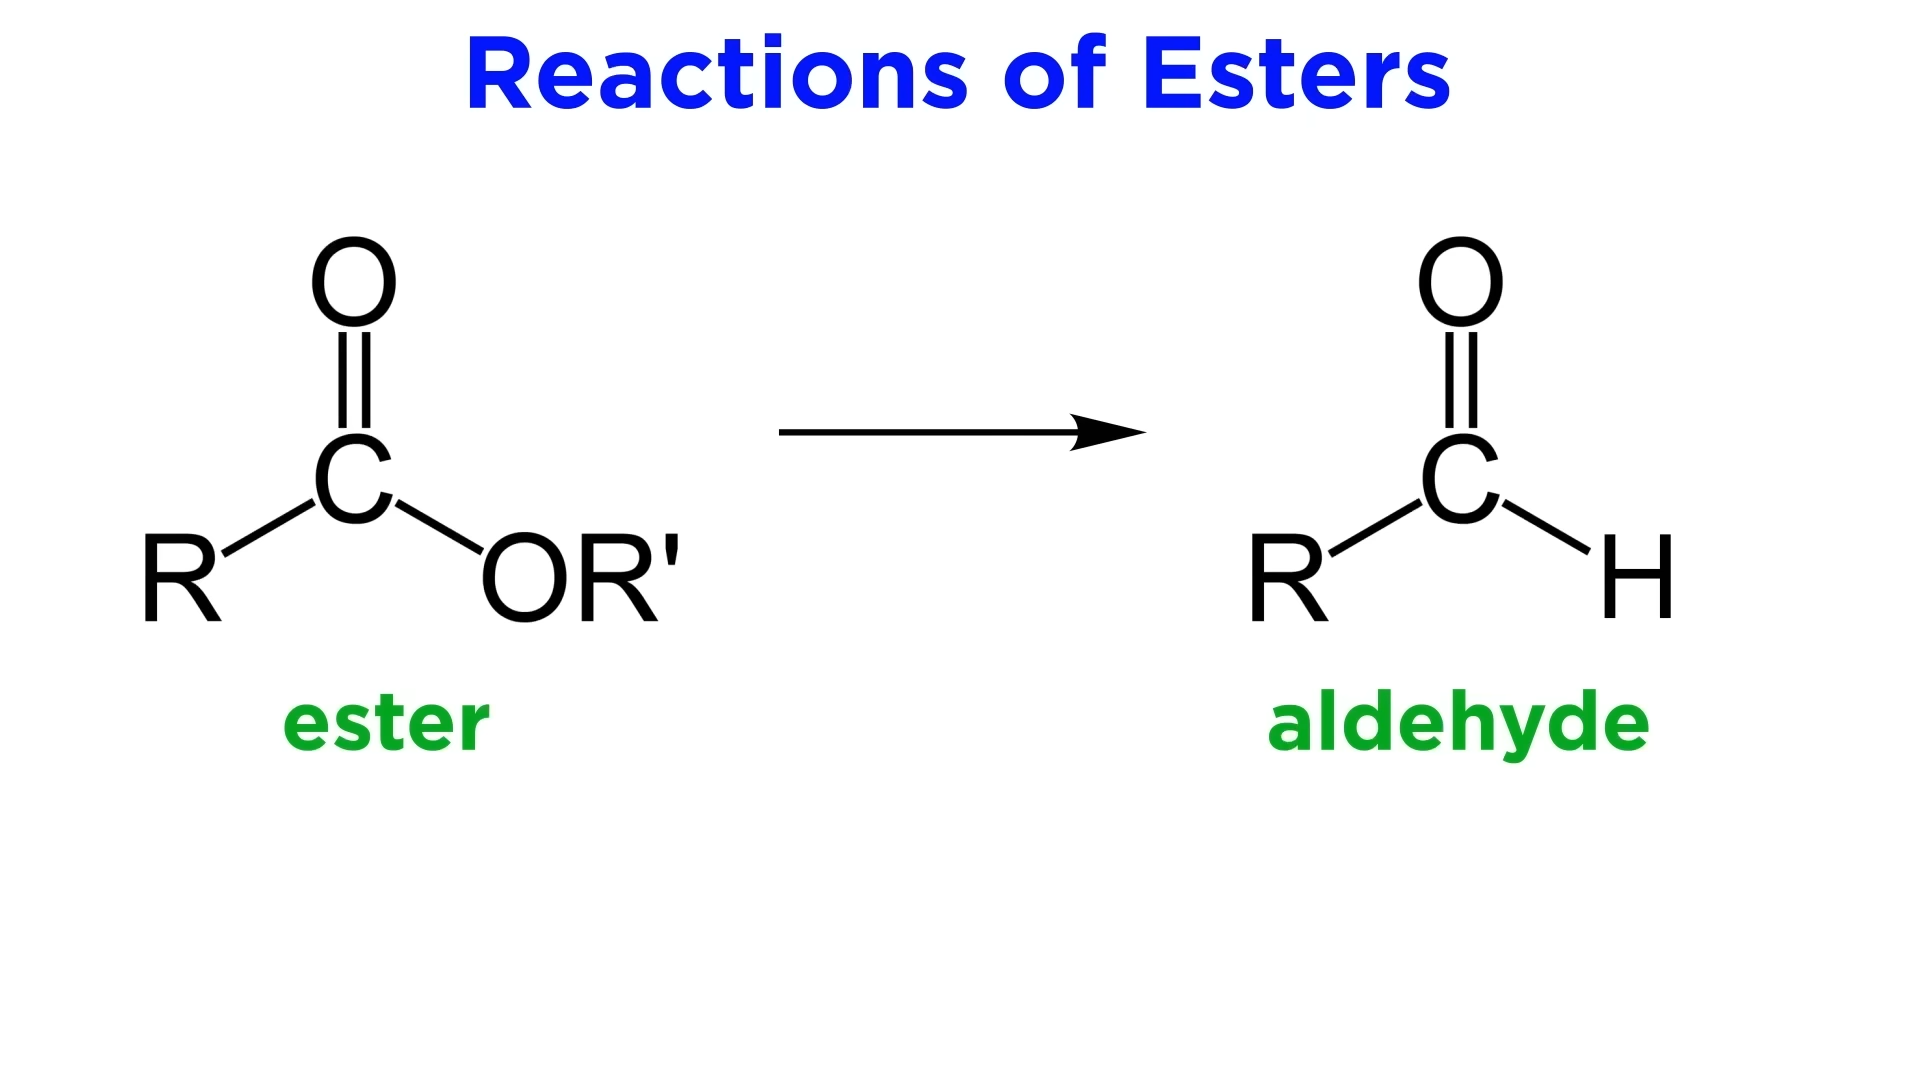 Reactions of Esters
O O
C C
R OR' R H
ester aldehyde